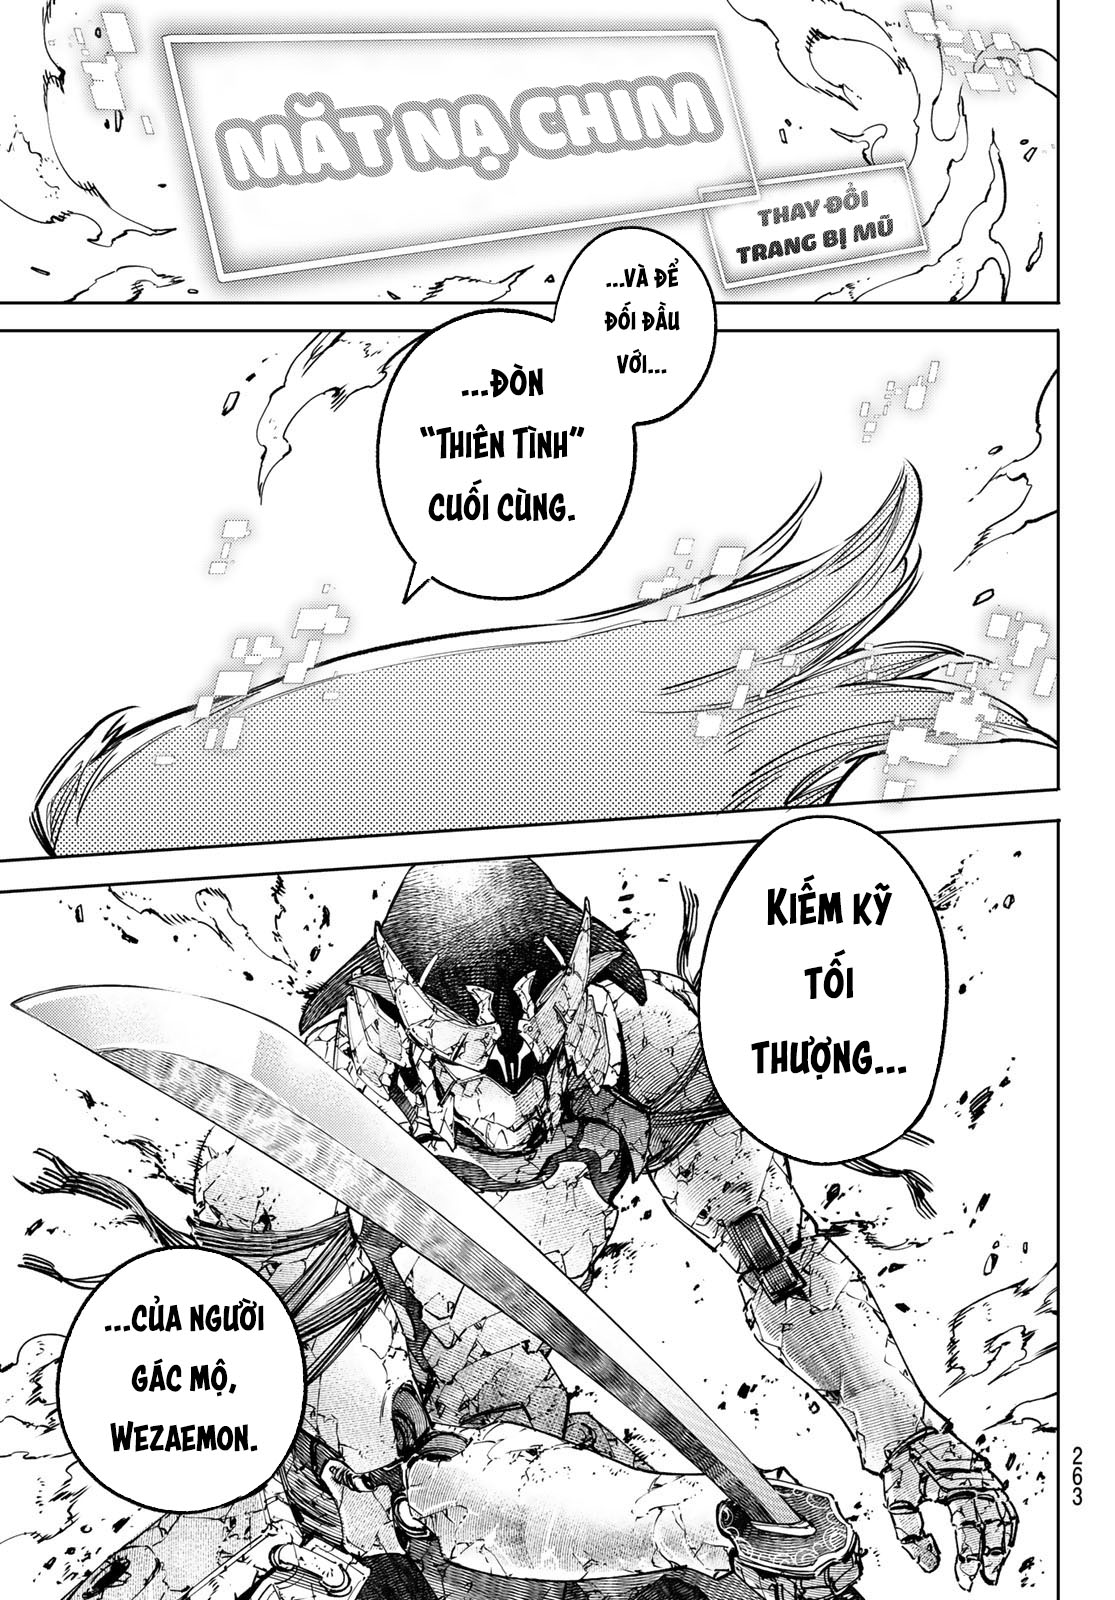 MẶT NẠ CHIM
THAY ĐỔI
TRANG BỊ MŨ
...VÀ ĐỂ
ĐỐI ĐẦU
VỚI...
...ĐÒN
“THIÊN TÌNH”
CUỐI CÙNG.
KIẾM KỸ
TỐI
THƯỢNG...
...CỦA NGƯỜI
GÁC MỘ,
WEZAEMON.
263